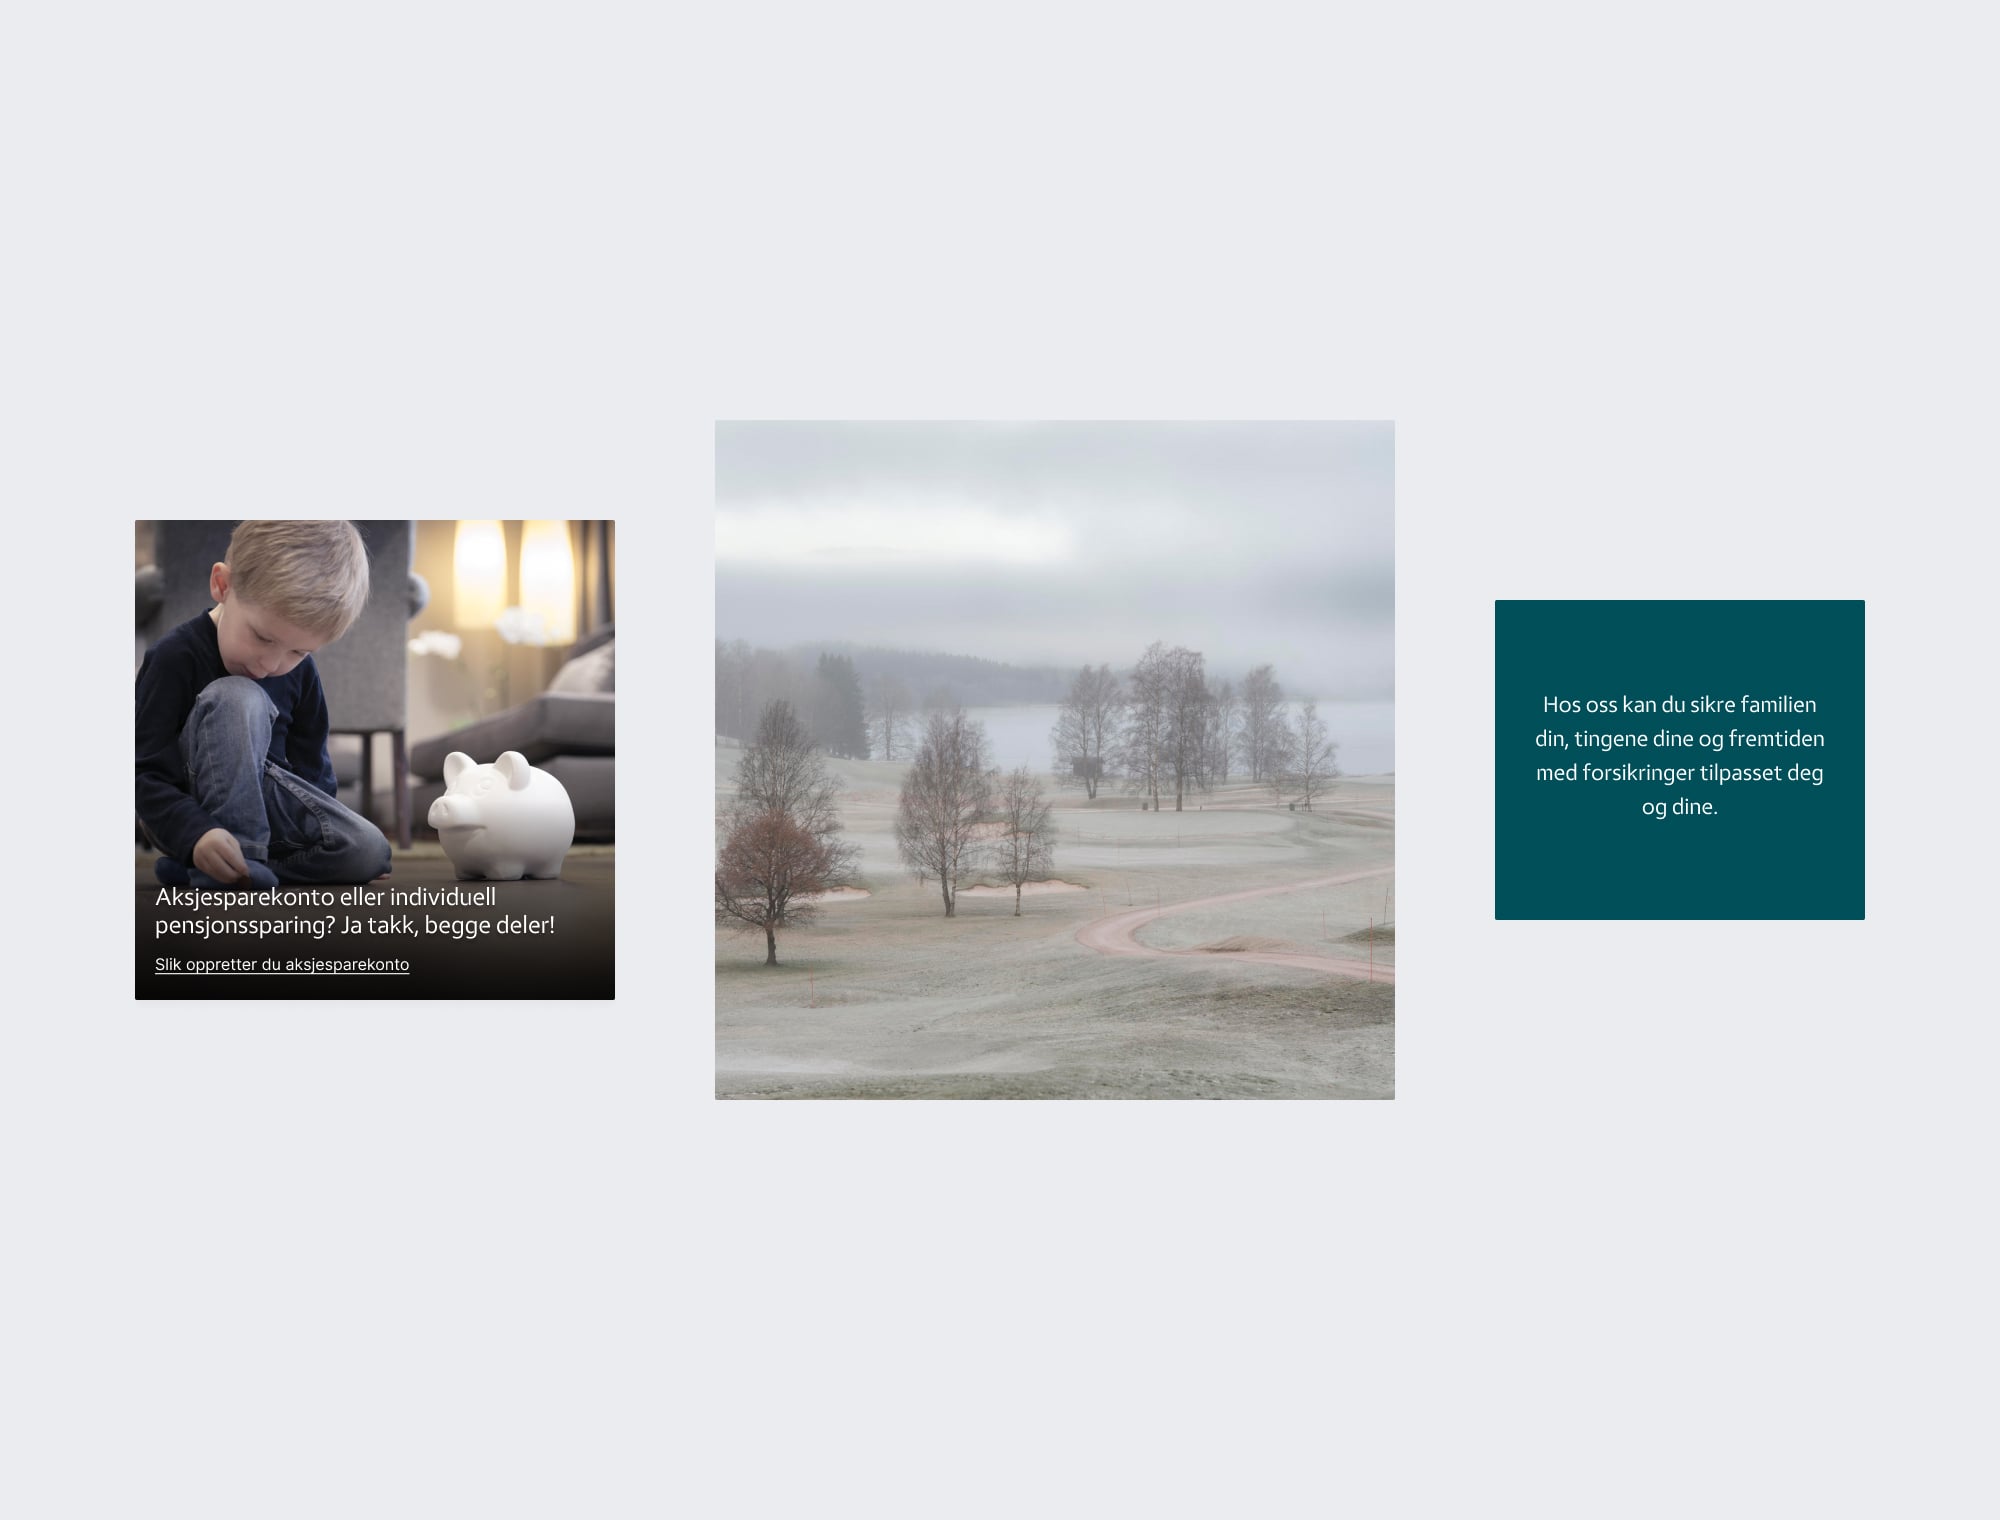 Aksjesparekonto eller individuell
pensjonssparing? Ja takk, begge deler!
Slik oppretter du aksjesparekonto
Hos oss kan du sikre familien
din, tingene dine og fremtiden
med forsikringer tilpasset deg
og dine.